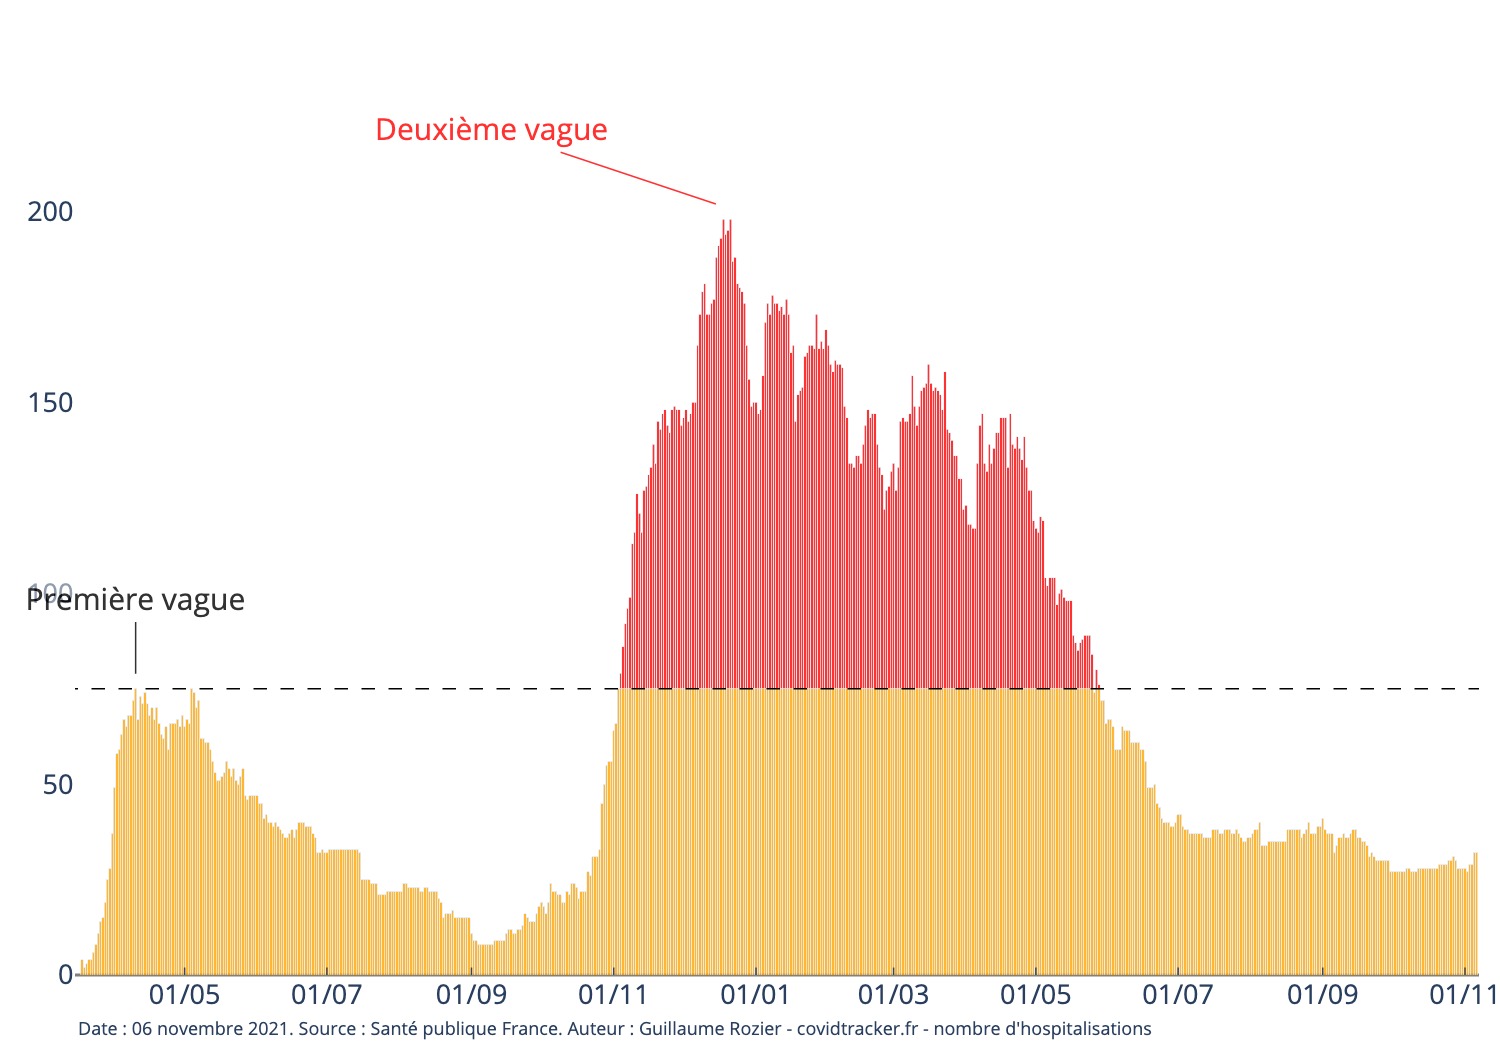 Deuxième vague
200
150
100
Première vague
50
0
01/05 01/07 01/09 01/11 01/01 01/03 01/05 01/07 01/09 01/11
Date : 06 novembre 2021. Source : Santé publique France. Auteur : Guillaume Rozier - covidtracker.fr - nombre d'hospitalisations